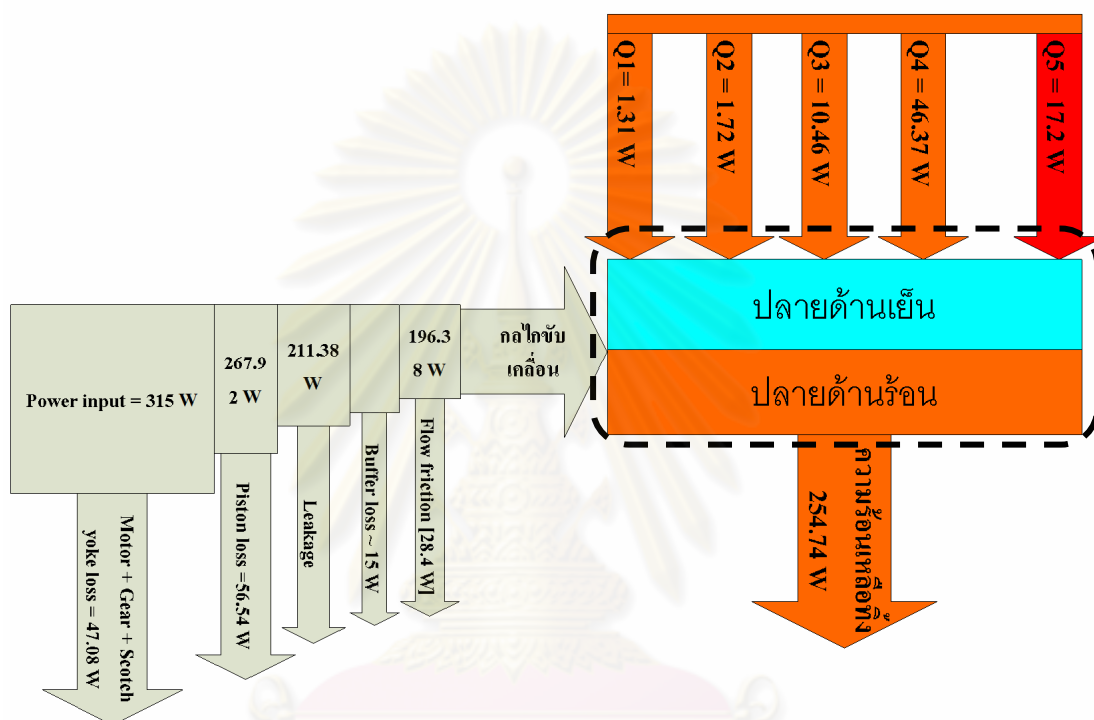 Q1= 1.31 W
Q2 = 1.72 W
Q3 = 10.46 W
Q4 = 46.37 W
Q5 = 17.2 W
ปลายด้านเย็น
ปลายด้านร้อน
Power input = 315 W
267.9
2 W
211.38
W
196.3
8 W
กลไกขับ
เคลื่อน
Motor + Gear + Scotch
yoke loss = 47.08 W
Piston loss =56.54 W
Leakage
Buffer loss ~ 15 W
Flow friction [28.4 W]
ความร้อนเหลือทิ้ง
254.74 W